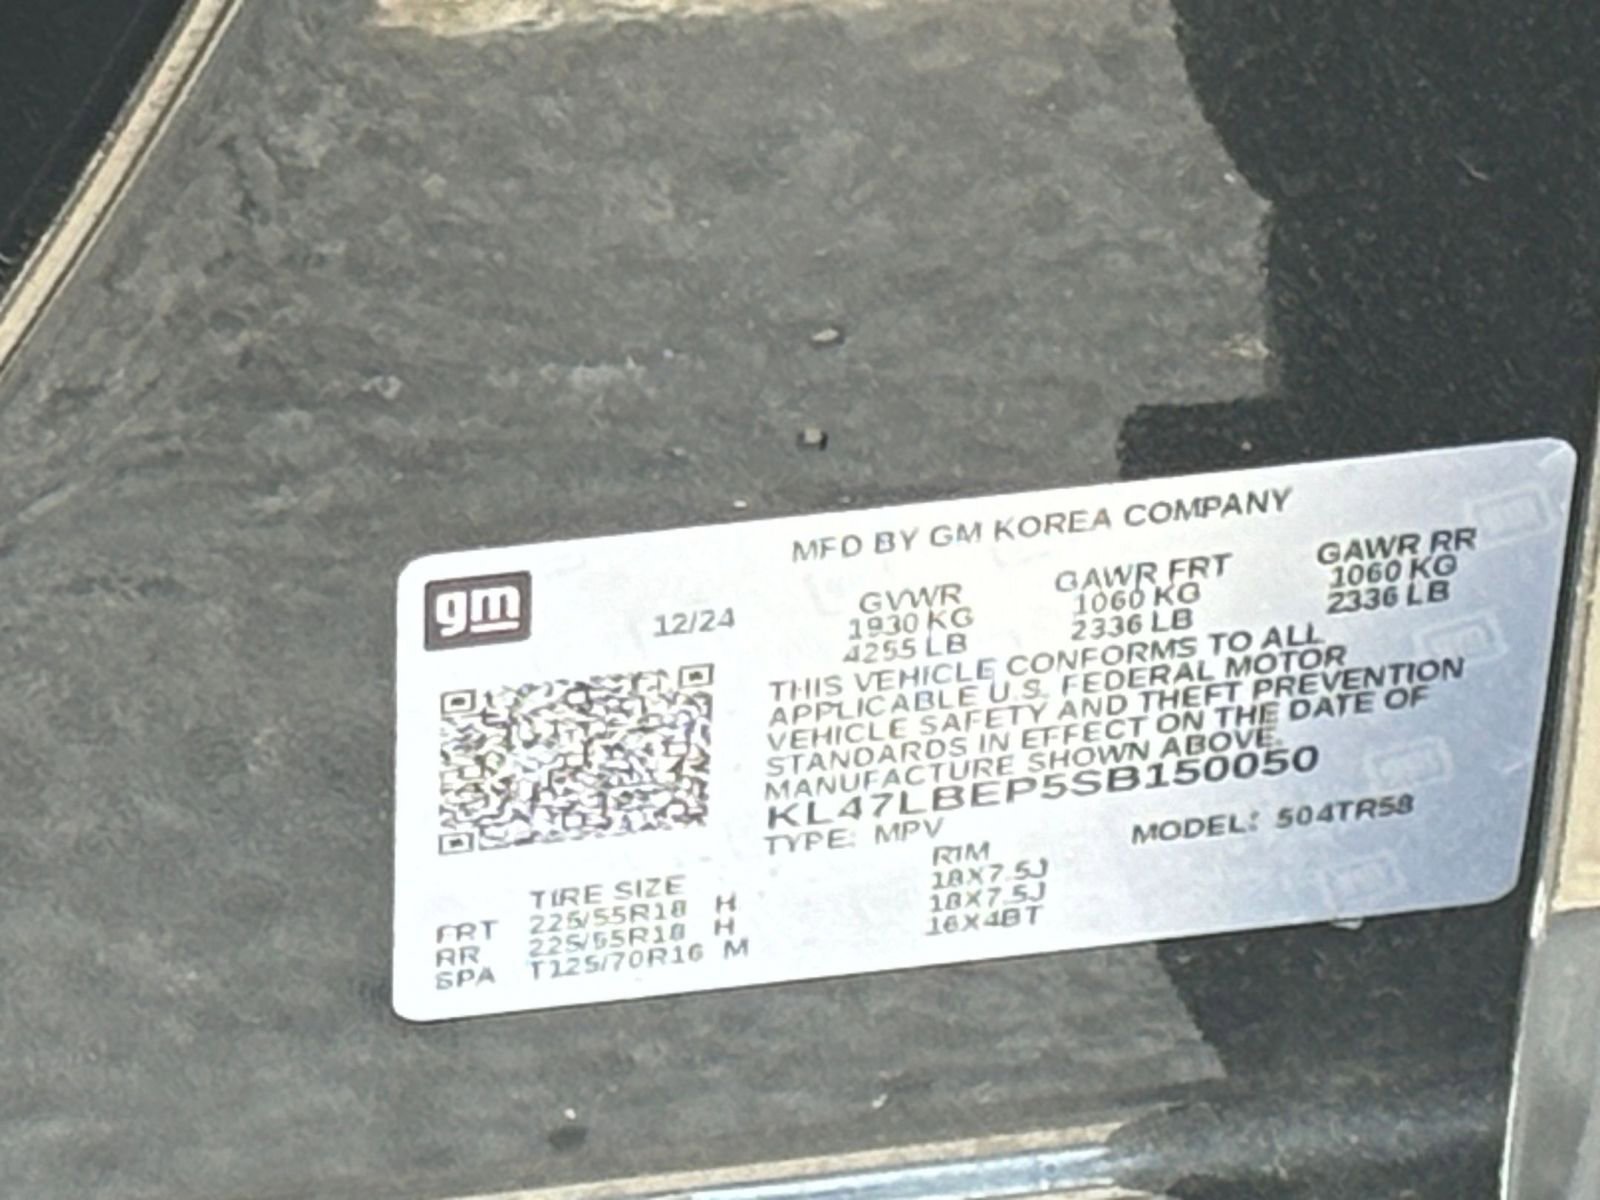 MFD BY GM KOREA COMPANY
gm
12/24
GVWR GAWR FRT GAWR RR
1930 KG 1060 KG 1060 KG
4255 LB 2336 LB 2336 LB
THIS VEHICLE CONFORMS TO ALL
APPLICABLE U.S. FEDERAL MOTOR
VEHICLE SAFETY AND THEFT PREVENTION
STANDARDS IN EFFECT ON THE DATE OF
MANUFACTURE SHOWN ABOVE.
KL47LBEP5SB150050
TYPE: MPV MODEL: 504TR58
TIRE SIZE RIM
FRT 225/55R18 H 18X7.5J
RR 225/55R18 H 18X7.5J
SPA T125/70R16 M 16X4BT